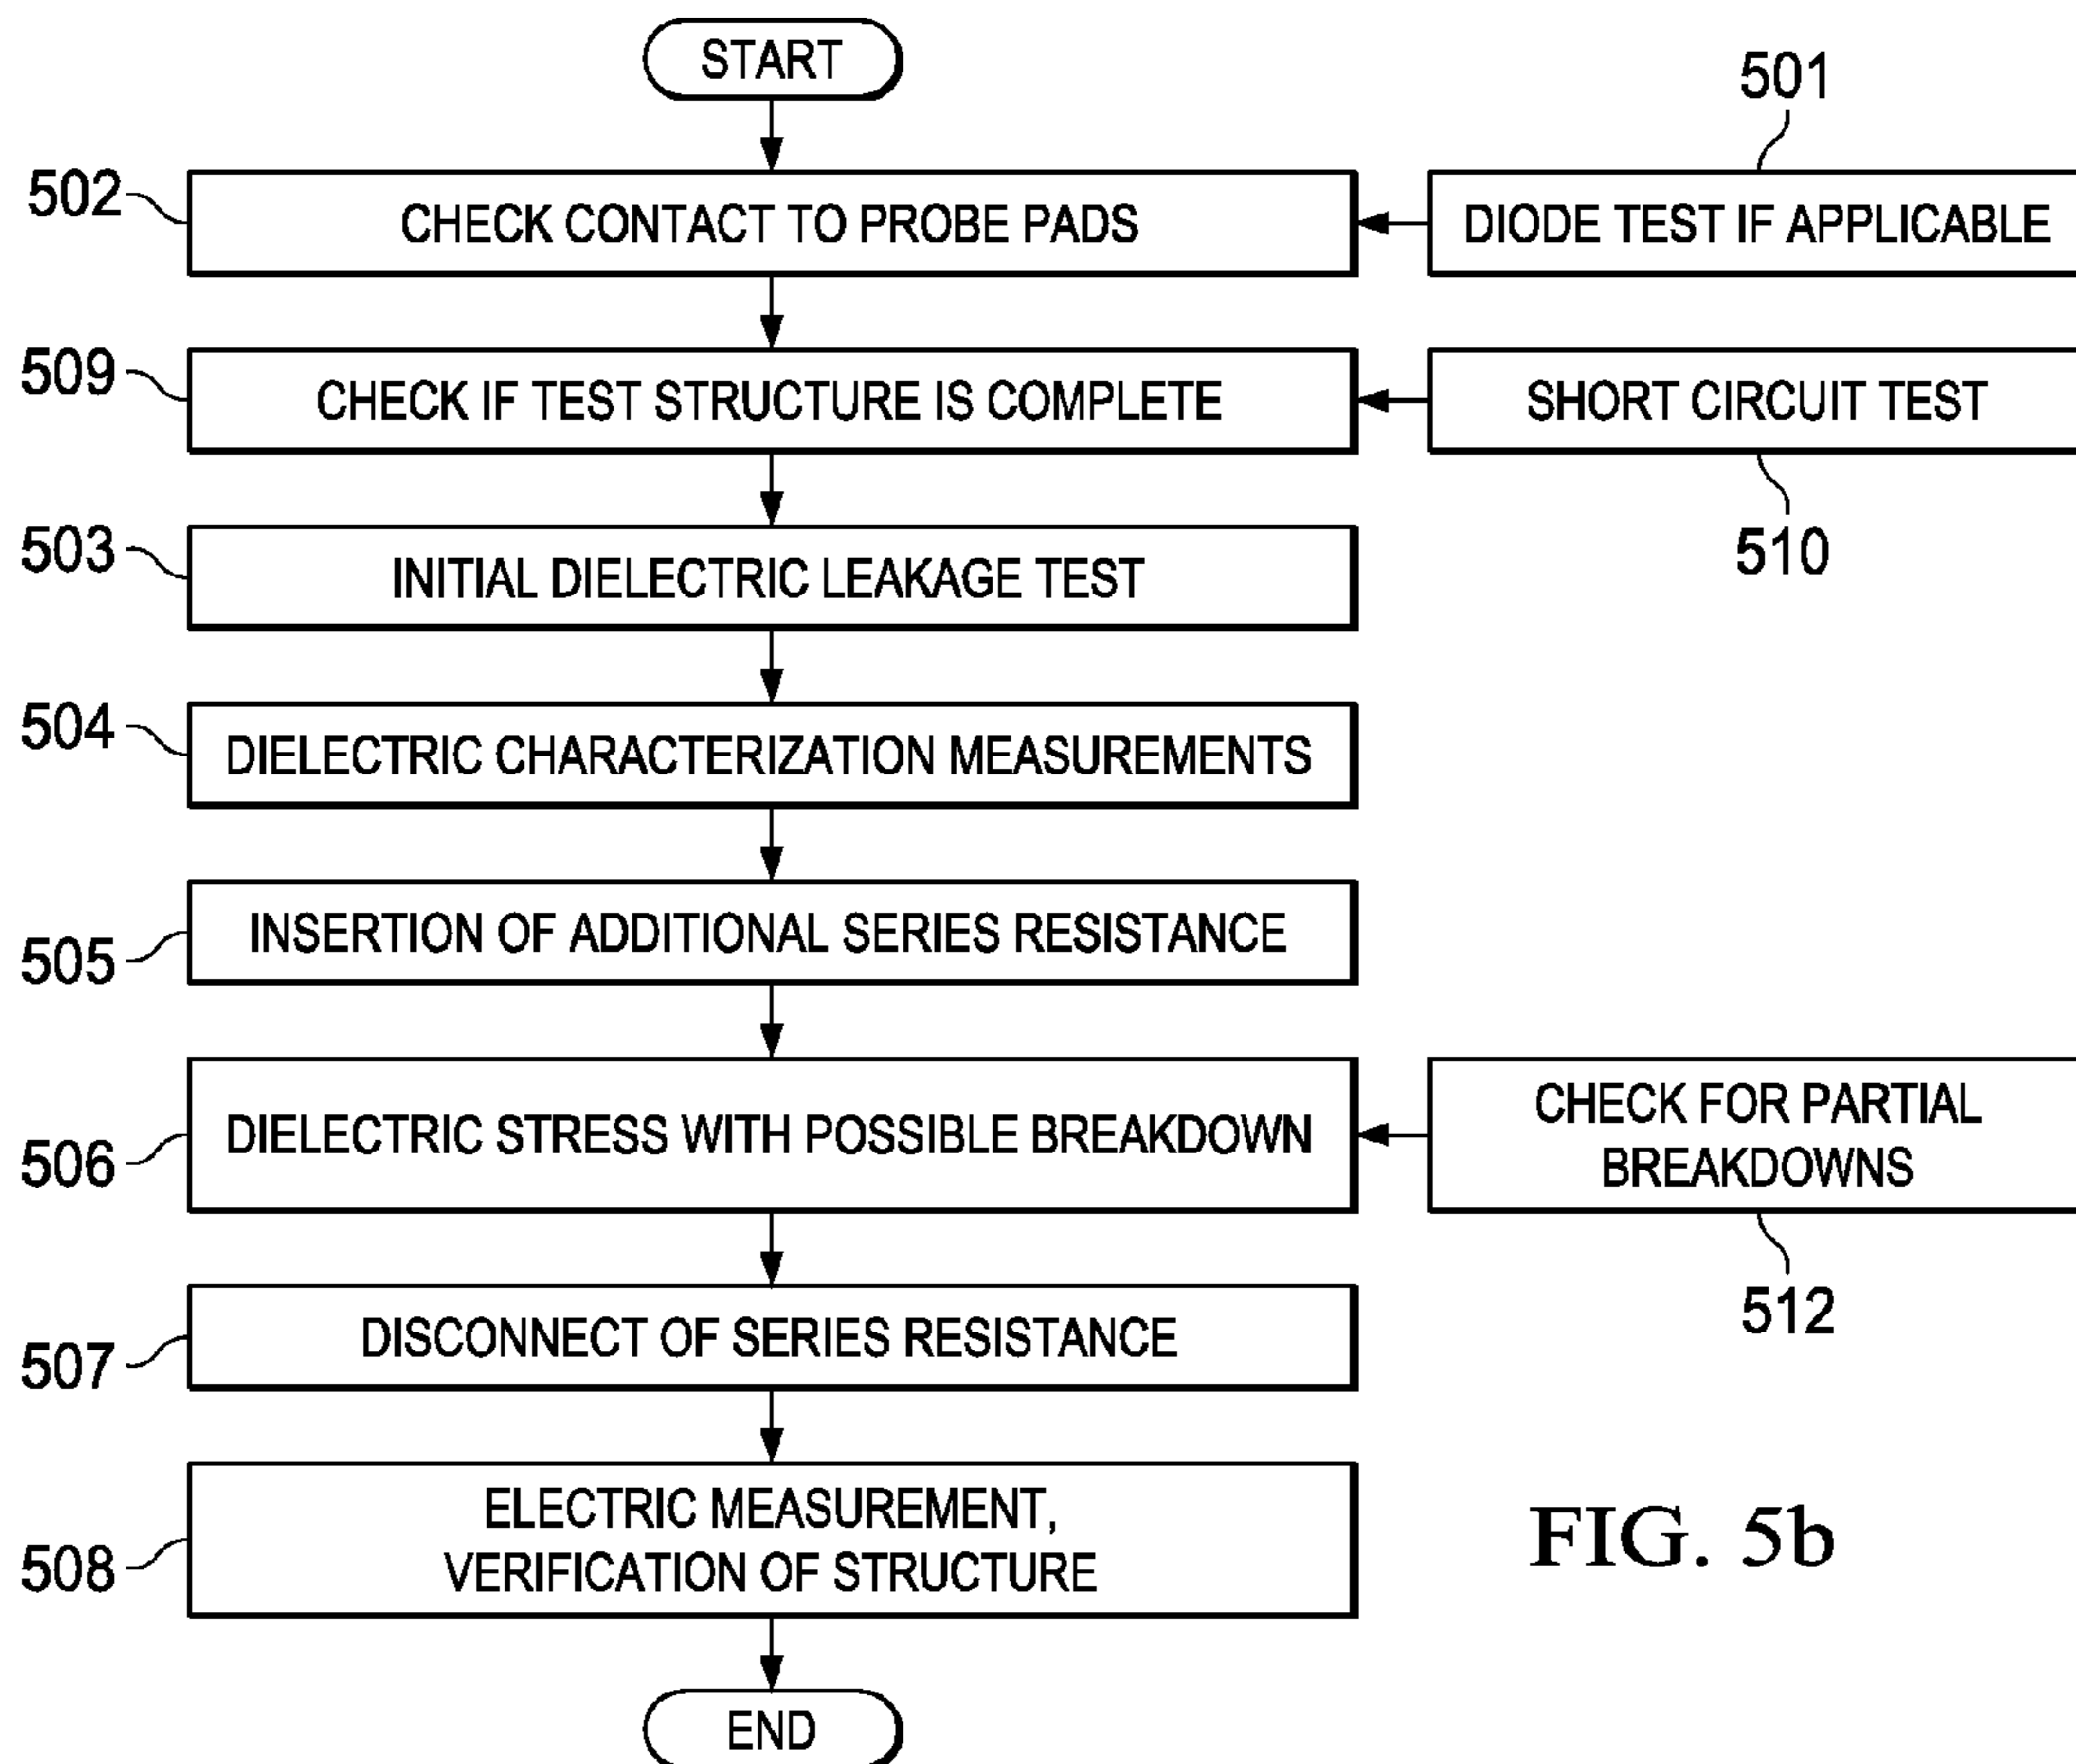 START
501
502
CHECK CONTACT TO PROBE PADS
DIODE TEST IF APPLICABLE
509
CHECK IF TEST STRUCTURE IS COMPLETE
SHORT CIRCUIT TEST
510
503
INITIAL DIELECTRIC LEAKAGE TEST
504
DIELECTRIC CHARACTERIZATION MEASUREMENTS
505
INSERTION OF ADDITIONAL SERIES RESISTANCE
506
DIELECTRIC STRESS WITH POSSIBLE BREAKDOWN
CHECK FOR PARTIAL
BREAKDOWNS
512
507
DISCONNECT OF SERIES RESISTANCE
508
ELECTRIC MEASUREMENT,
VERIFICATION OF STRUCTURE
FIG. 5b
END